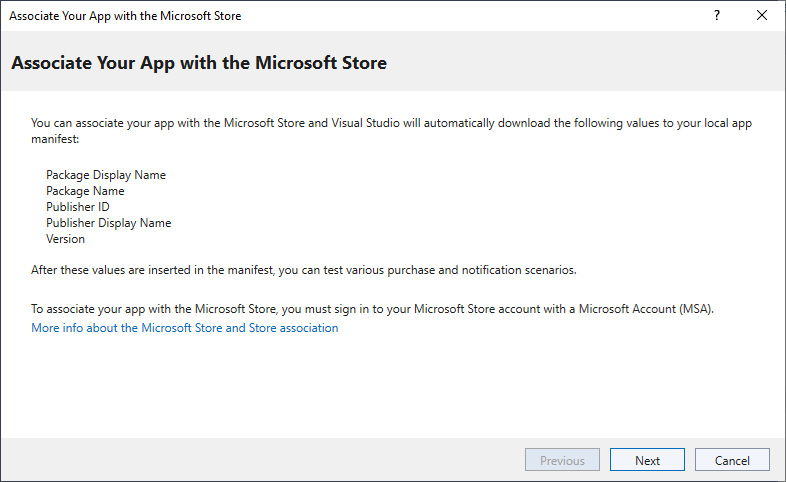 Associate Your App with the Microsoft Store
?
Associate Your App with the Microsoft Store
You can associate your app with the Microsoft Store and Visual Studio will automatically download the following values to your local app
manifest:
Package Display Name
Package Name
Publisher ID
Publisher Display Name
Version
After these values are inserted in the manifest, you can test various purchase and notification scenarios.
To associate your app with the Microsoft Store, you must sign in to your Microsoft Store account with a Microsoft Account (MSA).
More info about the Microsoft Store and Store association
Previous Next Cancel